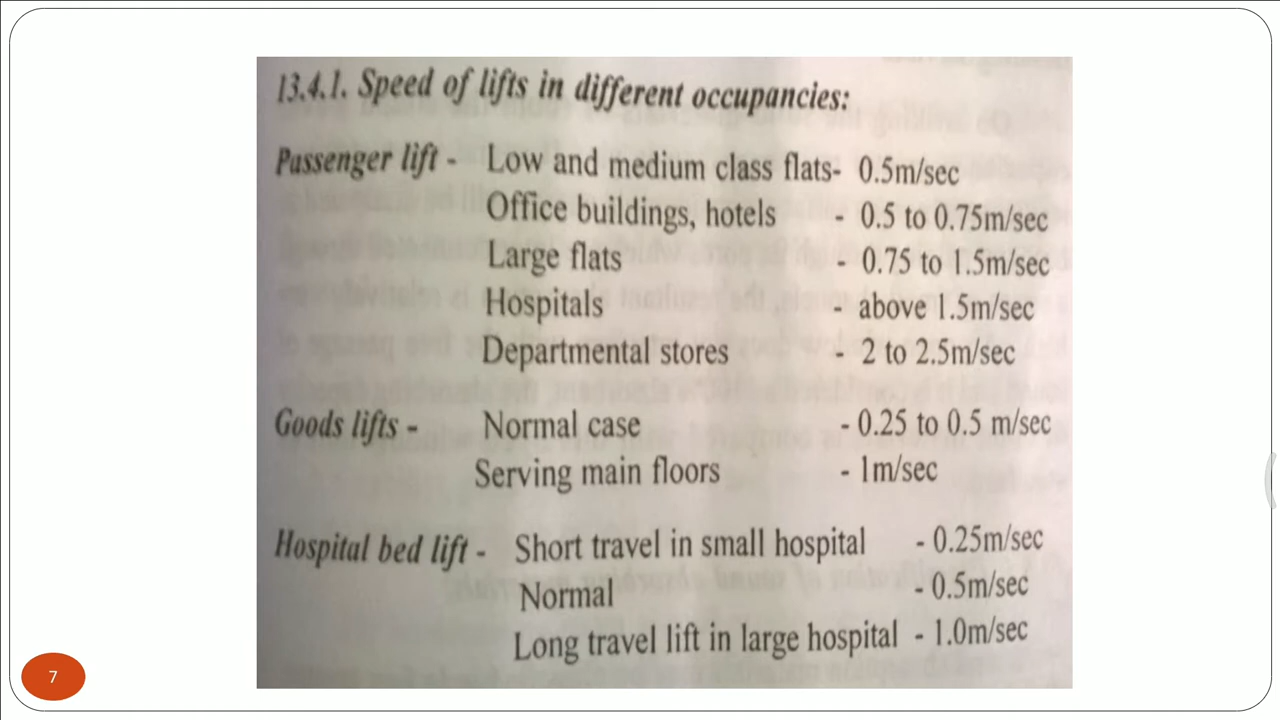 13.4.1. Speed of lifts in different occupancies:
Passenger lift - Low and medium class flats- 0.5m/sec
Office buildings, hotels - 0.5 to 0.75m/sec
Large flats - 0.75 to 1.5m/sec
Hospitals - above 1.5m/sec
Departmental stores - 2 to 2.5m/sec
Goods lifts - Normal case - 0.25 to 0.5 m/sec
Serving main floors - 1m/sec
Hospital bed lift - Short travel in small hospital - 0.25m/sec
Normal - 0.5m/sec
Long travel lift in large hospital - 1.0m/sec
7